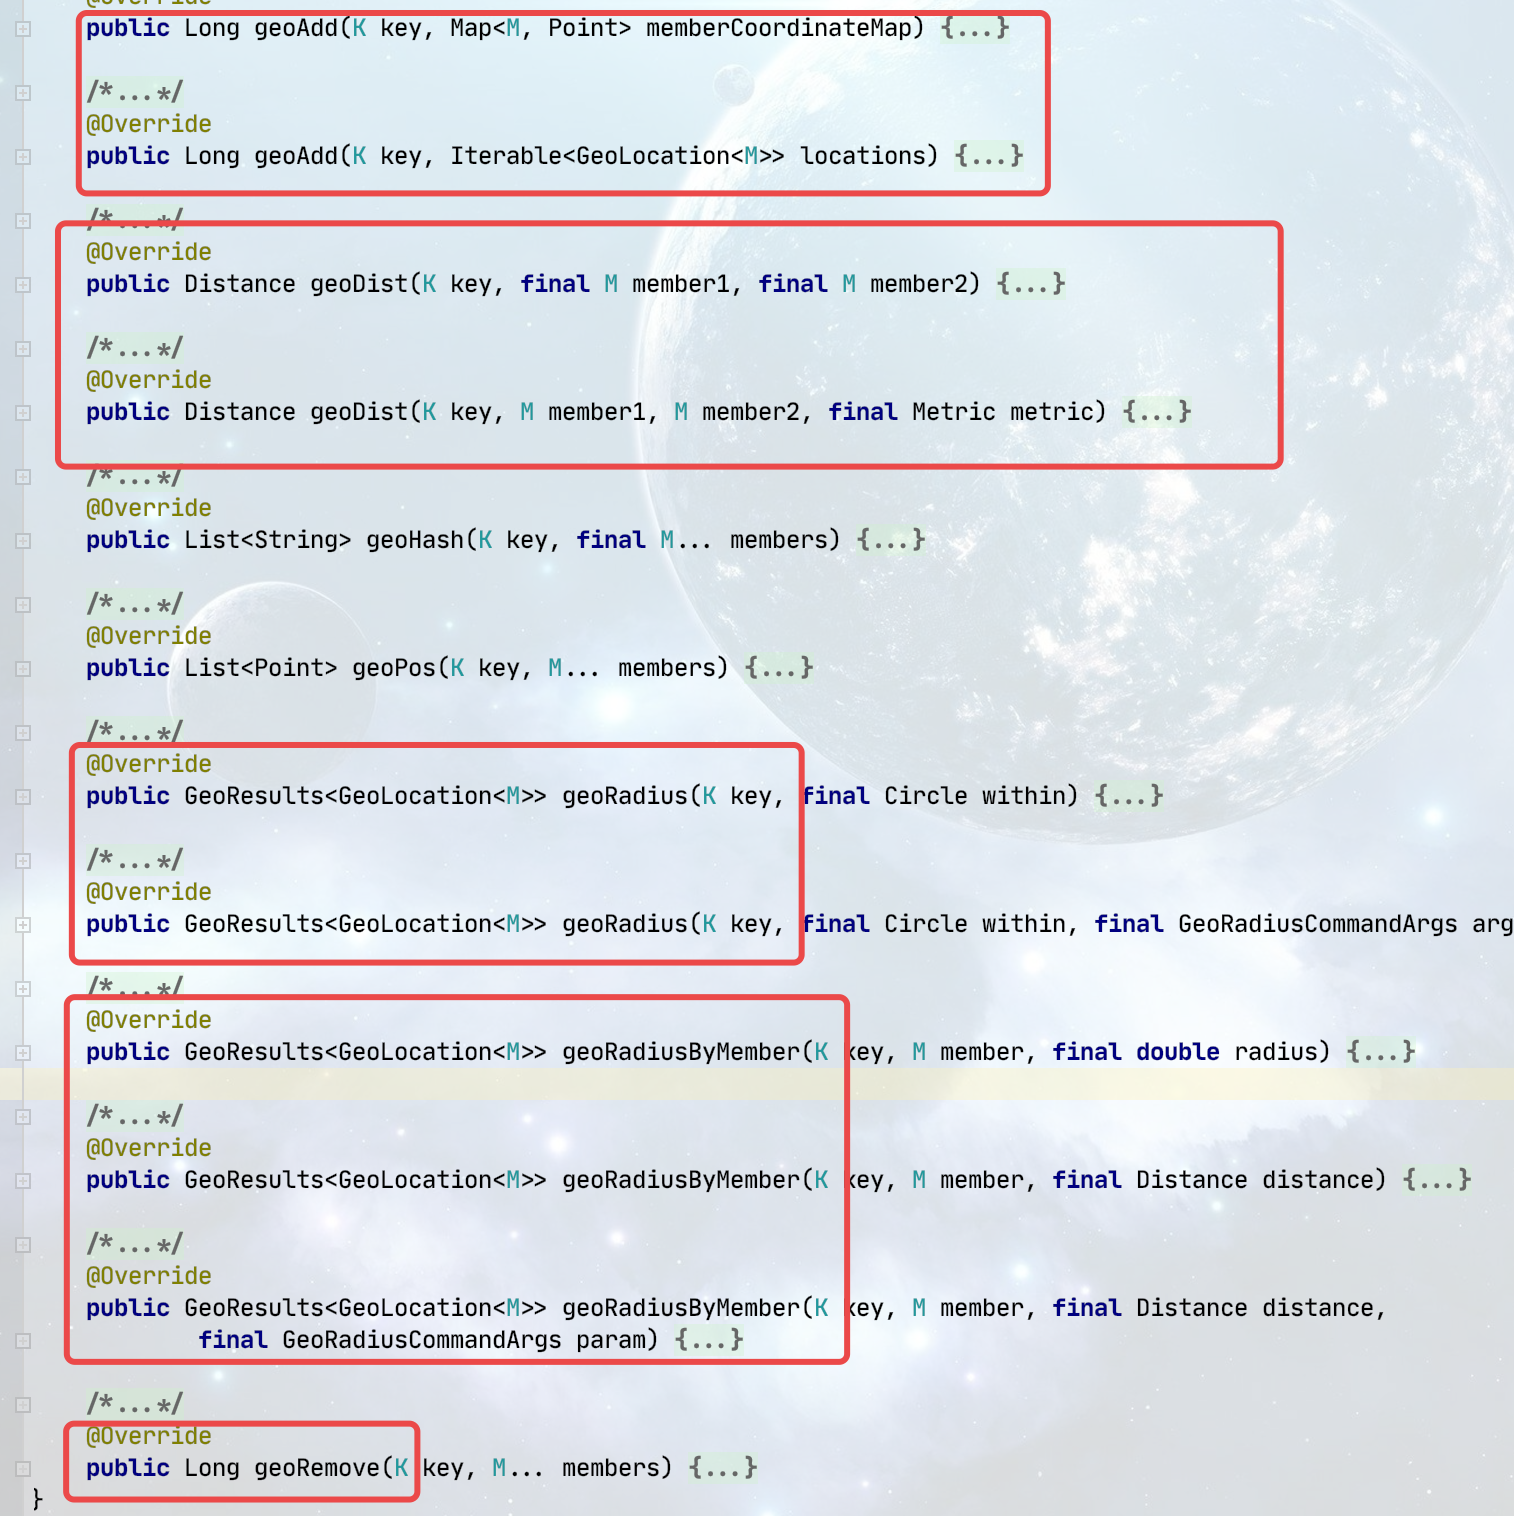 @Override
public Long geoAdd(K key, Map<M, Point> memberCoordinateMap) {...}
/*...*/
@Override
public Long geoAdd(K key, Iterable<GeoLocation<M>> locations) {...}
/*...*/
@Override
public Distance geoDist(K key, final M member1, final M member2) {...}
/*...*/
@Override
public Distance geoDist(K key, M member1, M member2, final Metric metric) {...}
/*...*/
@Override
public List<String> geoHash(K key, final M... members) {...}
/*...*/
@Override
public List<Point> geoPos(K key, M... members) {...}
/*...*/
@Override
public GeoResults<GeoLocation<M>> geoRadius(K key, final Circle within) {...}
/*...*/
@Override
public GeoResults<GeoLocation<M>> geoRadius(K key, final Circle within, final GeoRadiusCommandArgs arg
/*...*/
@Override
public GeoResults<GeoLocation<M>> geoRadiusByMember(K key, M member, final double radius) {...}
/*...*/
@Override
public GeoResults<GeoLocation<M>> geoRadiusByMember(K key, M member, final Distance distance) {...}
/*...*/
@Override
public GeoResults<GeoLocation<M>> geoRadiusByMember(K key, M member, final Distance distance,
final GeoRadiusCommandArgs param) {...}
/*...*/
@Override
public Long geoRemove(K key, M... members) {...}
}